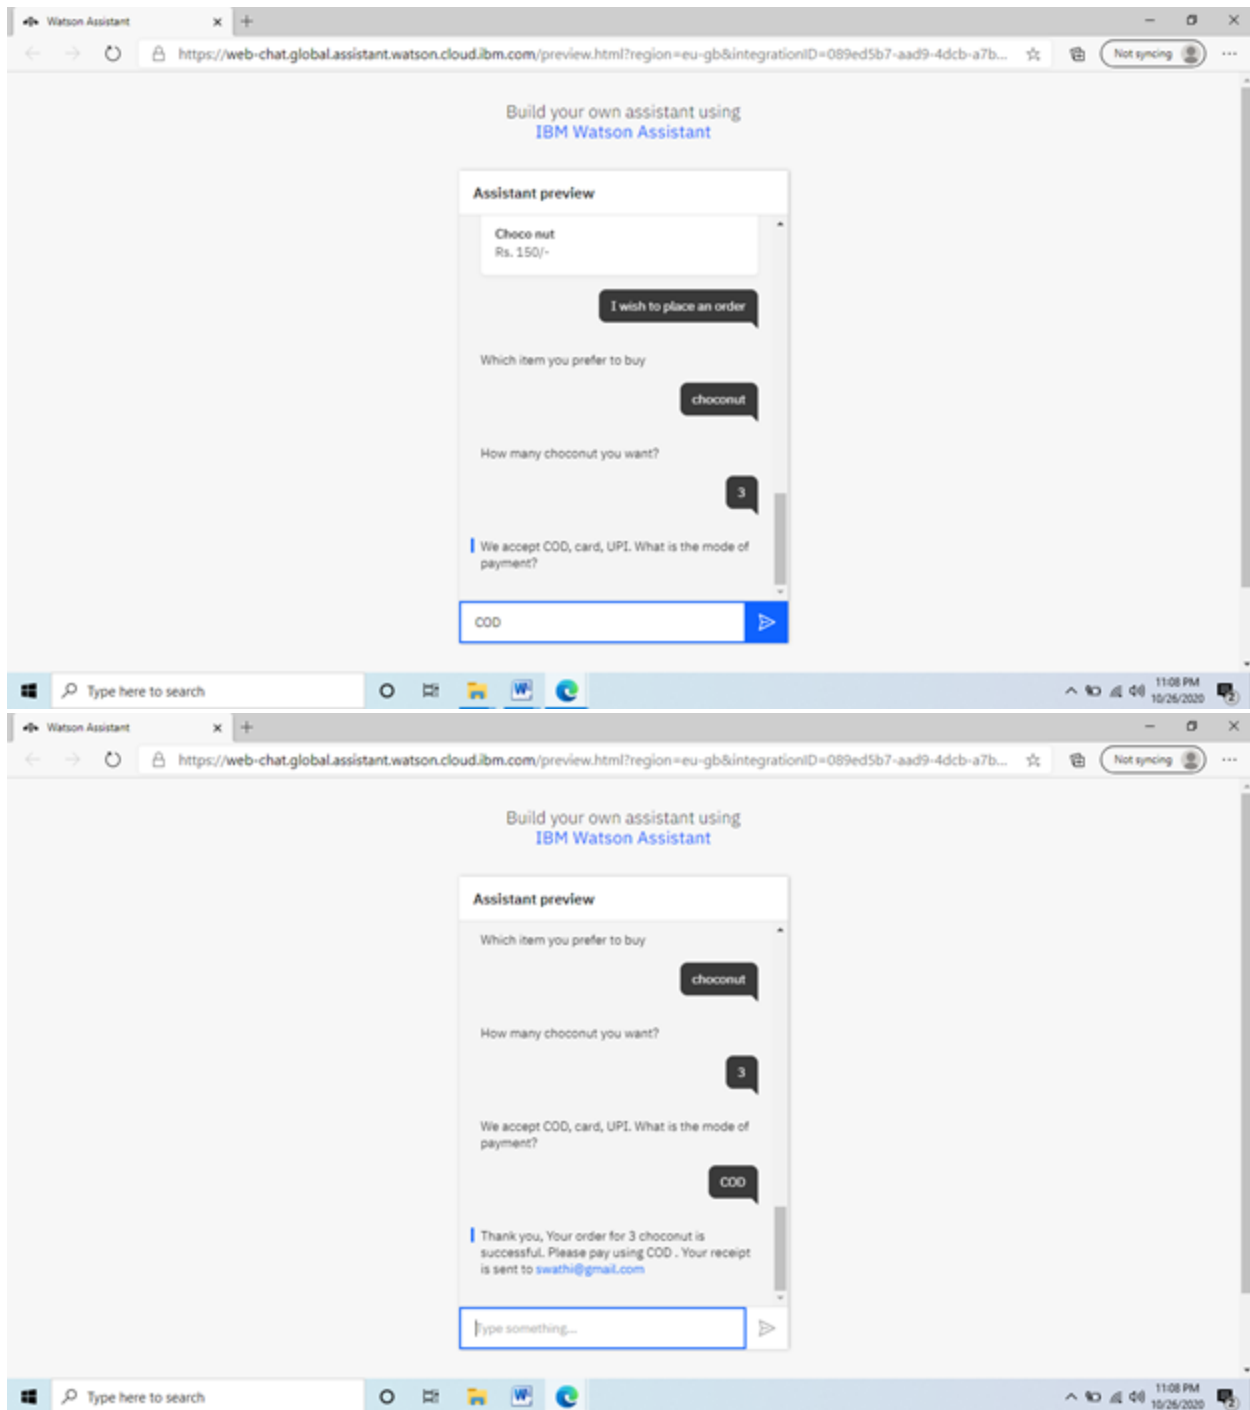 Watson Assistant
https://web-chat.global.assistant.watson.cloud.ibm.com/preview.html?region=eu-gb&integrationID=089ed5b7-aad9-4dcb-a7b...
Not syncing
Build your own assistant using
IBM Watson Assistant
Assistant preview
Choco nut
Rs. 150/-
I wish to place an order
Which item you prefer to buy
choconut
How many choconut you want?
3
We accept COD, card, UPI. What is the mode of
payment?
COD
Type here to search
11:08 PM
10/26/2020
2
Watson Assistant
https://web-chat.global.assistant.watson.cloud.ibm.com/preview.html?region=eu-gb&integrationID=089ed5b7-aad9-4dcb-a7b...
Not syncing
Build your own assistant using
IBM Watson Assistant
Assistant preview
Which item you prefer to buy
choconut
How many choconut you want?
3
We accept COD, card, UPI. What is the mode of
payment?
COD
Thank you, Your order for 3 choconut is
successful. Please pay using COD . Your receipt
is sent to swathi@gmail.com
Type something...
Type here to search
11:08 PM
10/26/2020
2